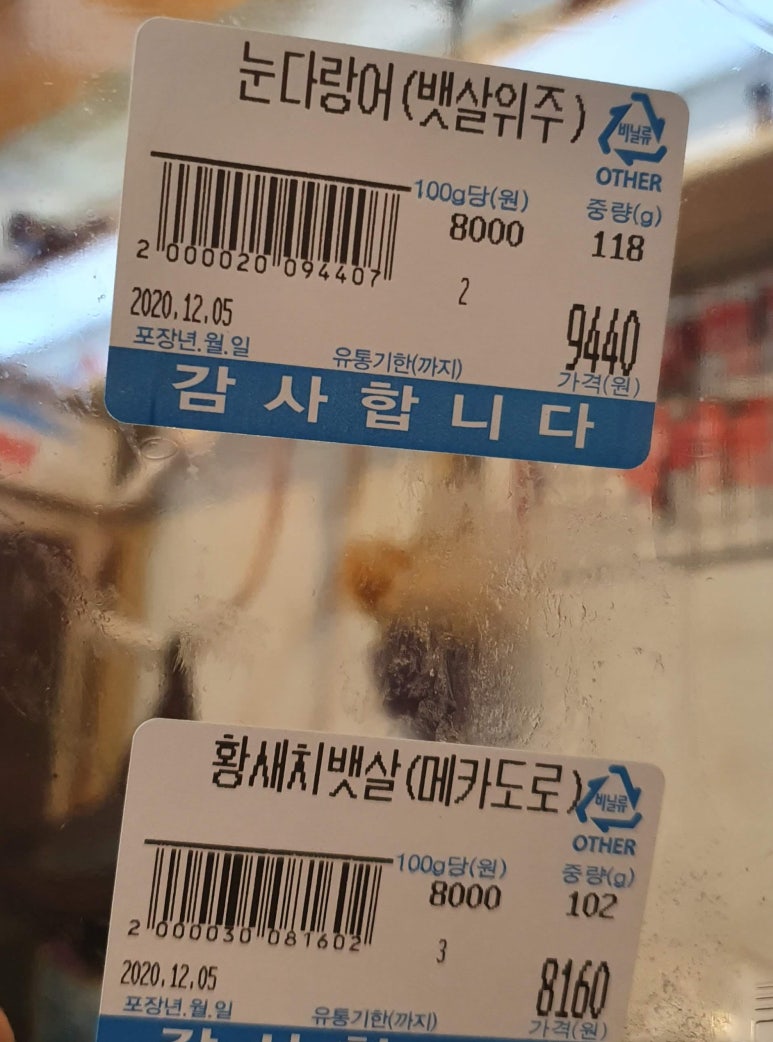 눈다랑어(뱃살위주)
비닐류
OTHER
100g당(원) 중량(g)
8000 118
2 000020 094407
2
2020.12.05 9440
포장년.월.일 유통기한(까지) 가격(원)
감사합니다
황새치뱃살(메카도로)
비닐류
OTHER
100g당(원) 중량(g)
8000 102
2 000030 081602
3
2020.12.05 8160
포장년.월.일 유통기한(까지) 가격(원)
감사합